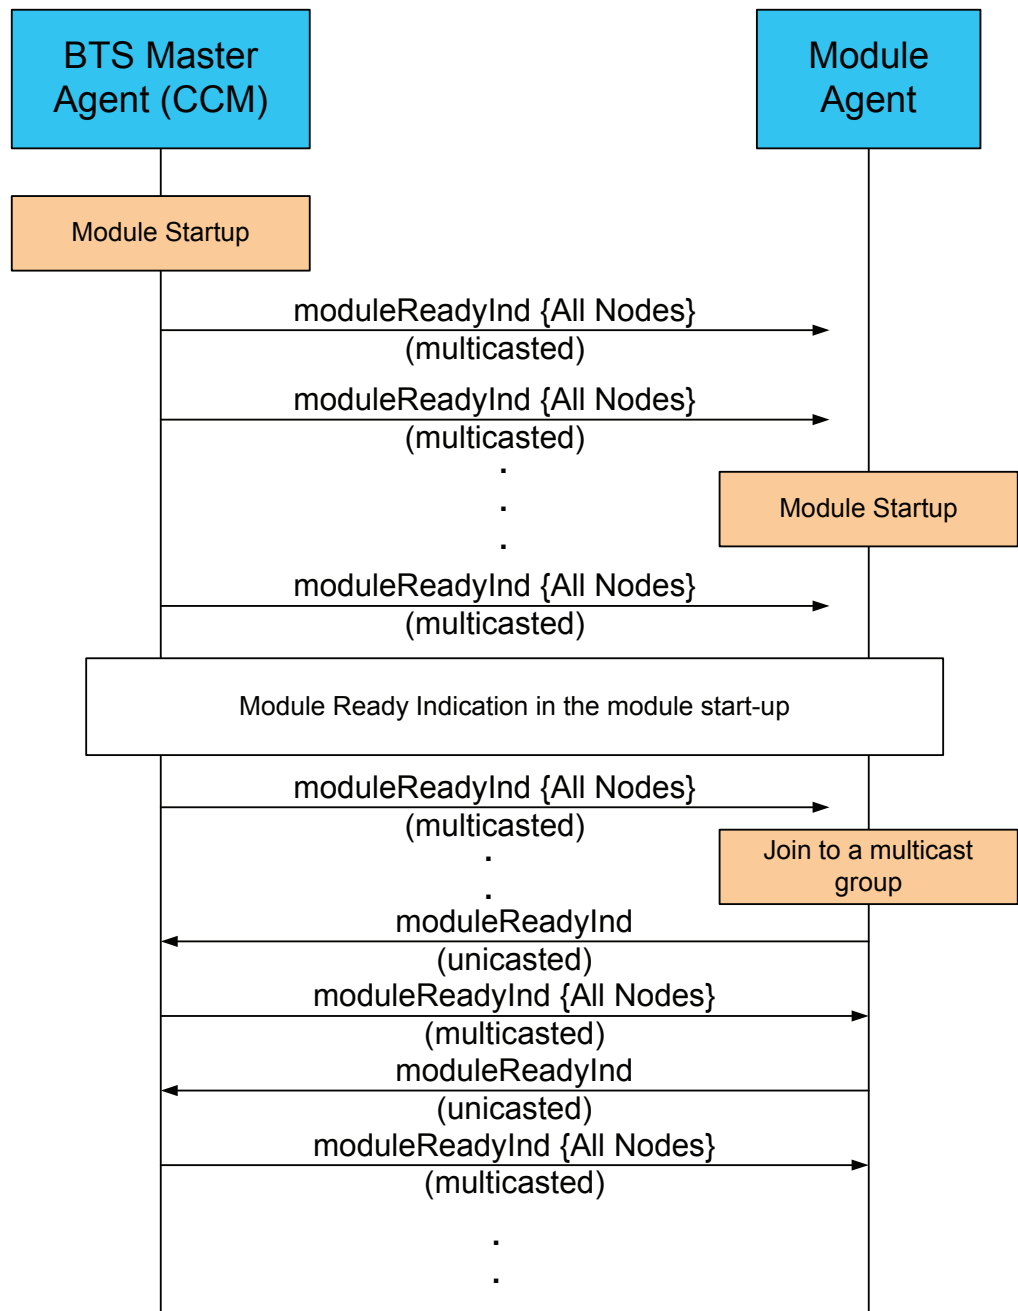 BTS Master
Agent (CCM)
Module
Agent
Module Startup
moduleReadyInd {All Nodes}
(multicasted)
moduleReadyInd {All Nodes}
(multicasted)
.
.
Module Startup
.
moduleReadyInd {All Nodes}
(multicasted)
Module Ready Indication in the module start-up
moduleReadyInd {All Nodes}
(multicasted)
.
.
Join to a multicast
group
moduleReadyInd
(unicasted)
moduleReadyInd {All Nodes}
(multicasted)
moduleReadyInd
(unicasted)
moduleReadyInd {All Nodes}
(multicasted)
.
.